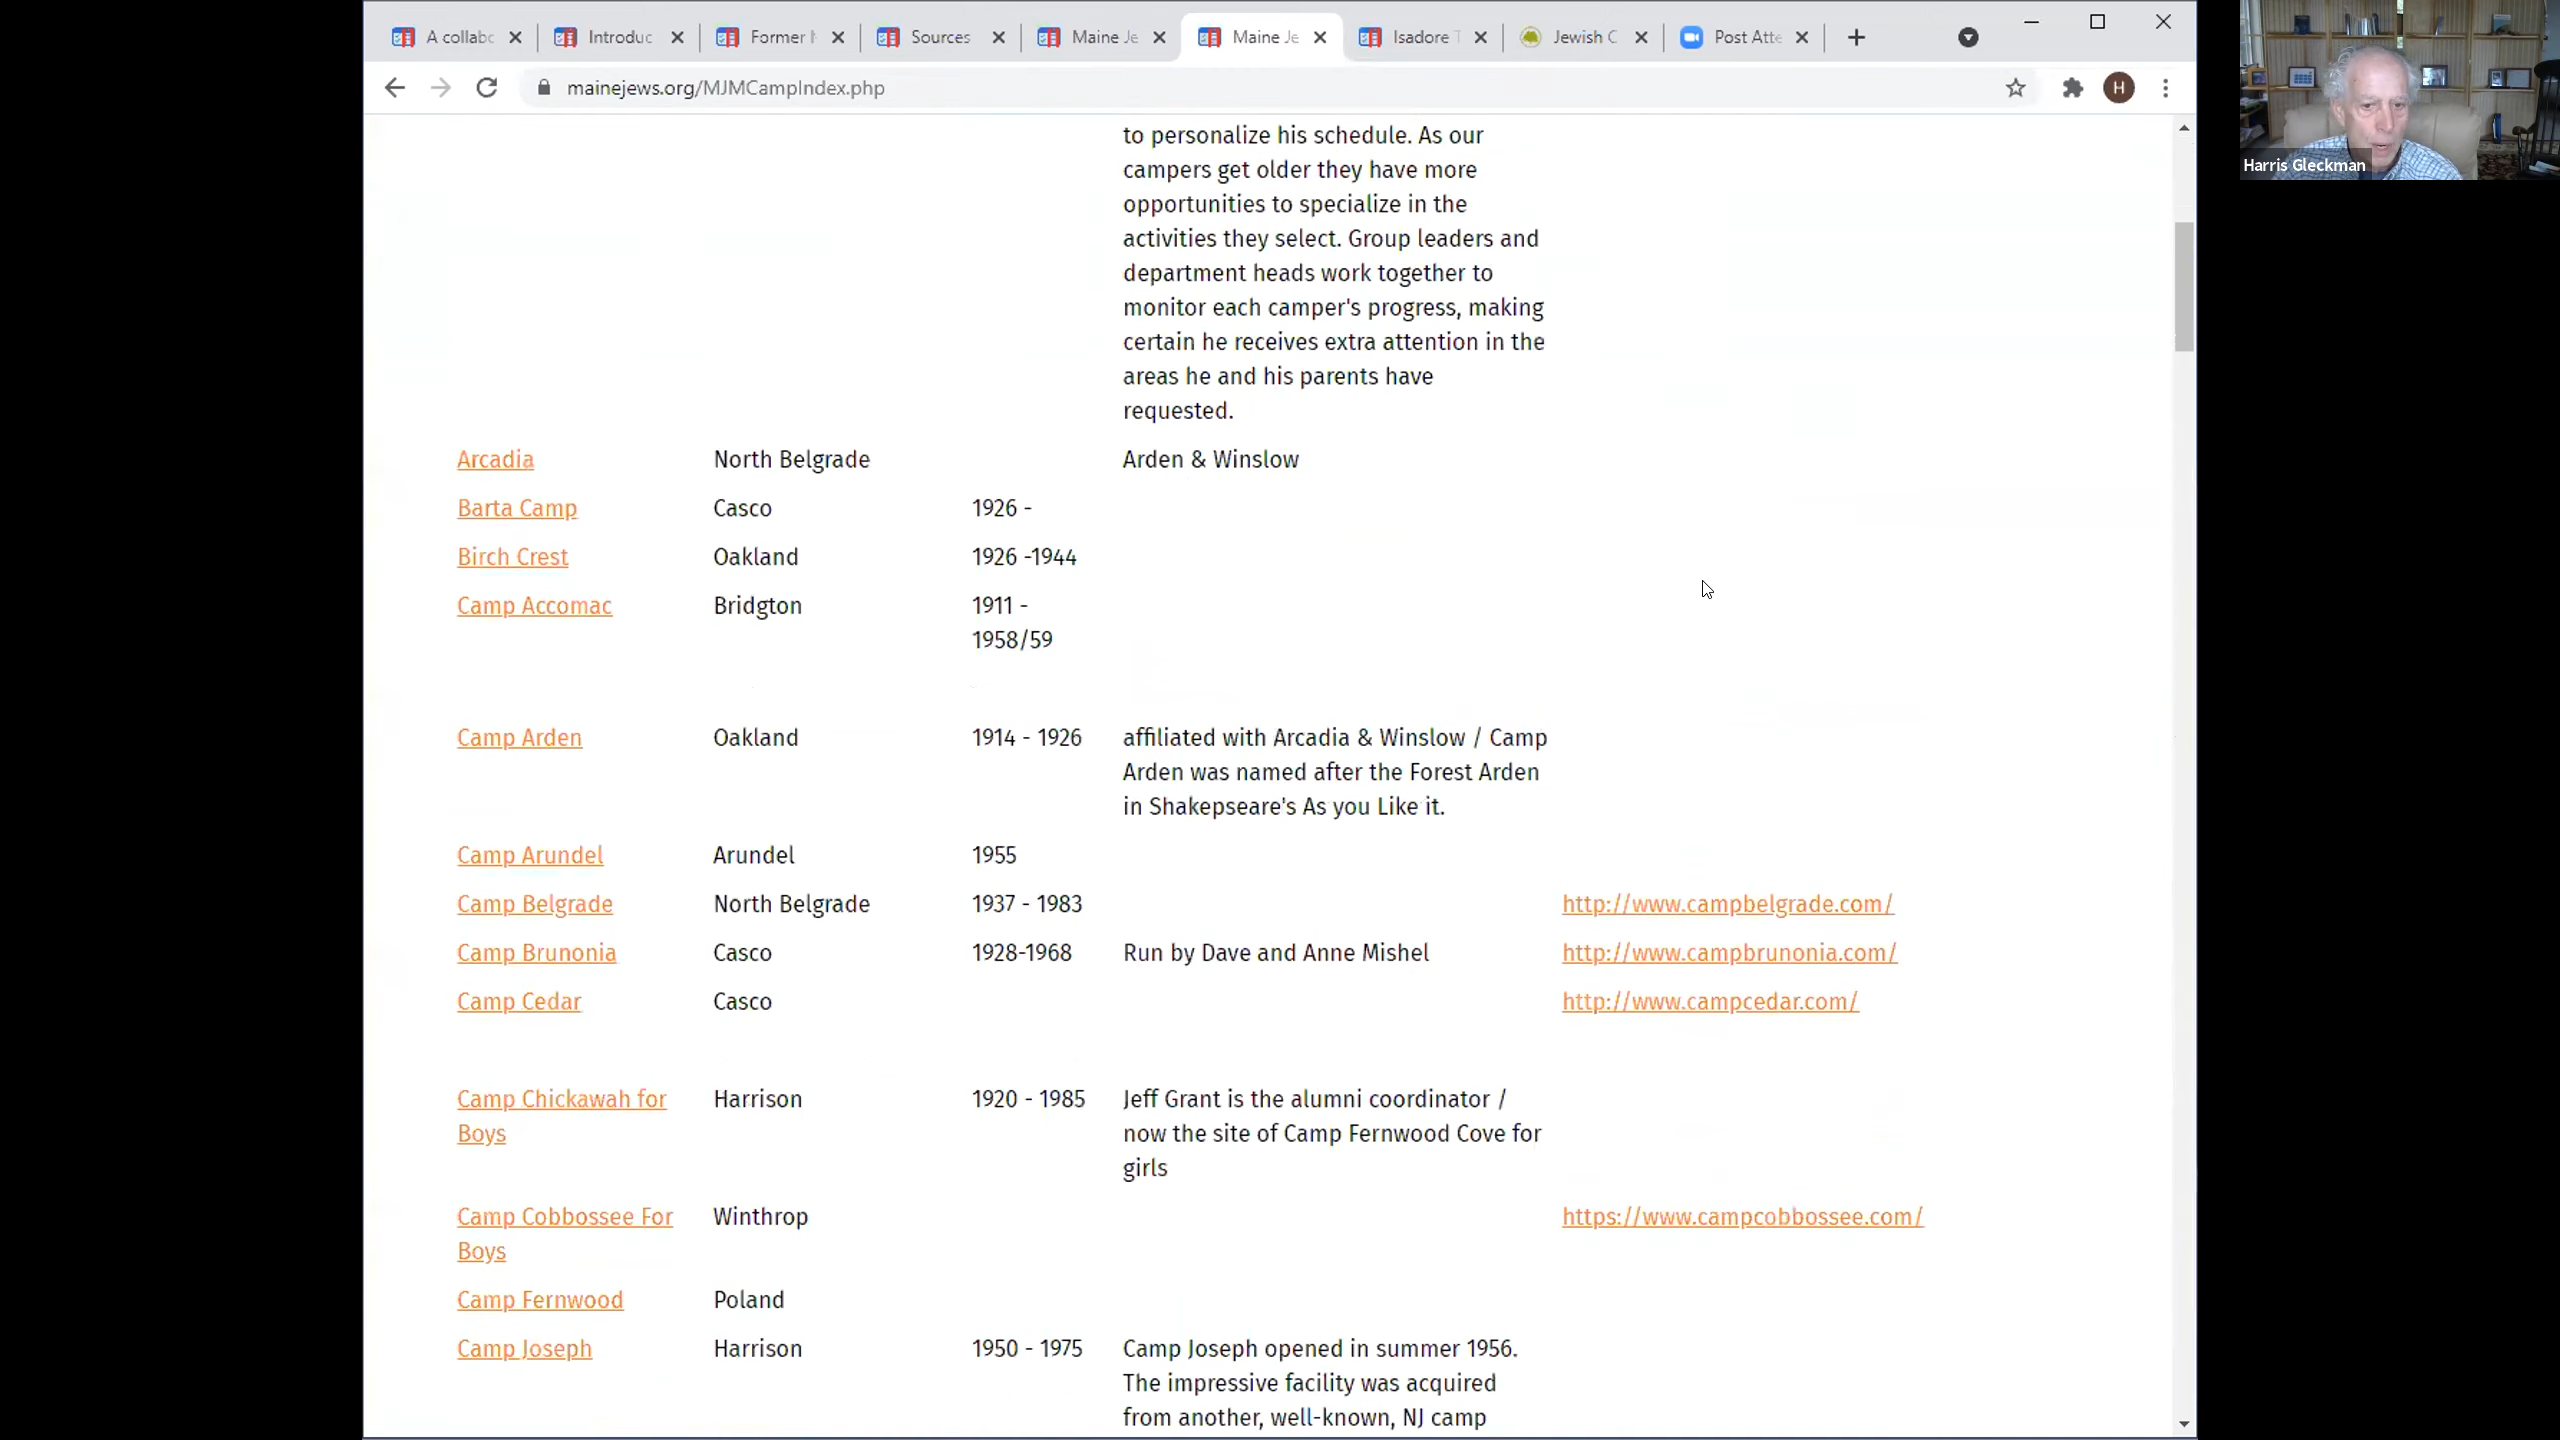 A collabo
Introduc
Former
Sources
Maine Je
Maine Je
Isadore
Jewish C
Post Atte
mainejews.org/MJMCampIndex.php
H
Harris Gleckman
to personalize his schedule. As our
campers get older they have more
opportunities to specialize in the
activities they select. Group leaders and
department heads work together to
monitor each camper's progress, making
certain he receives extra attention in the
areas he and his parents have
requested.
Arcadia North Belgrade Arden & Winslow
Barta Camp Casco 1926 -
Birch Crest Oakland 1926 -1944
Camp Accomac Bridgton 1911 -
1958/59
Camp Arden Oakland 1914 - 1926 affiliated with Arcadia & Winslow / Camp
Arden was named after the Forest Arden
in Shakepseare's As you Like it.
Camp Arundel Arundel 1955
Camp Belgrade North Belgrade 1937 - 1983 http://www.campbelgrade.com/
Camp Brunonia Casco 1928-1968 Run by Dave and Anne Mishel http://www.campbrunonia.com/
Camp Cedar Casco http://www.campcedar.com/
Camp Chickawah for Harrison 1920 - 1985 Jeff Grant is the alumni coordinator /
Boys now the site of Camp Fernwood Cove for
girls
Camp Cobbossee For Winthrop https://www.campcobbossee.com/
Boys
Camp Fernwood Poland
Camp Joseph Harrison 1950 - 1975 Camp Joseph opened in summer 1956.
The impressive facility was acquired
from another, well-known, NJ camp